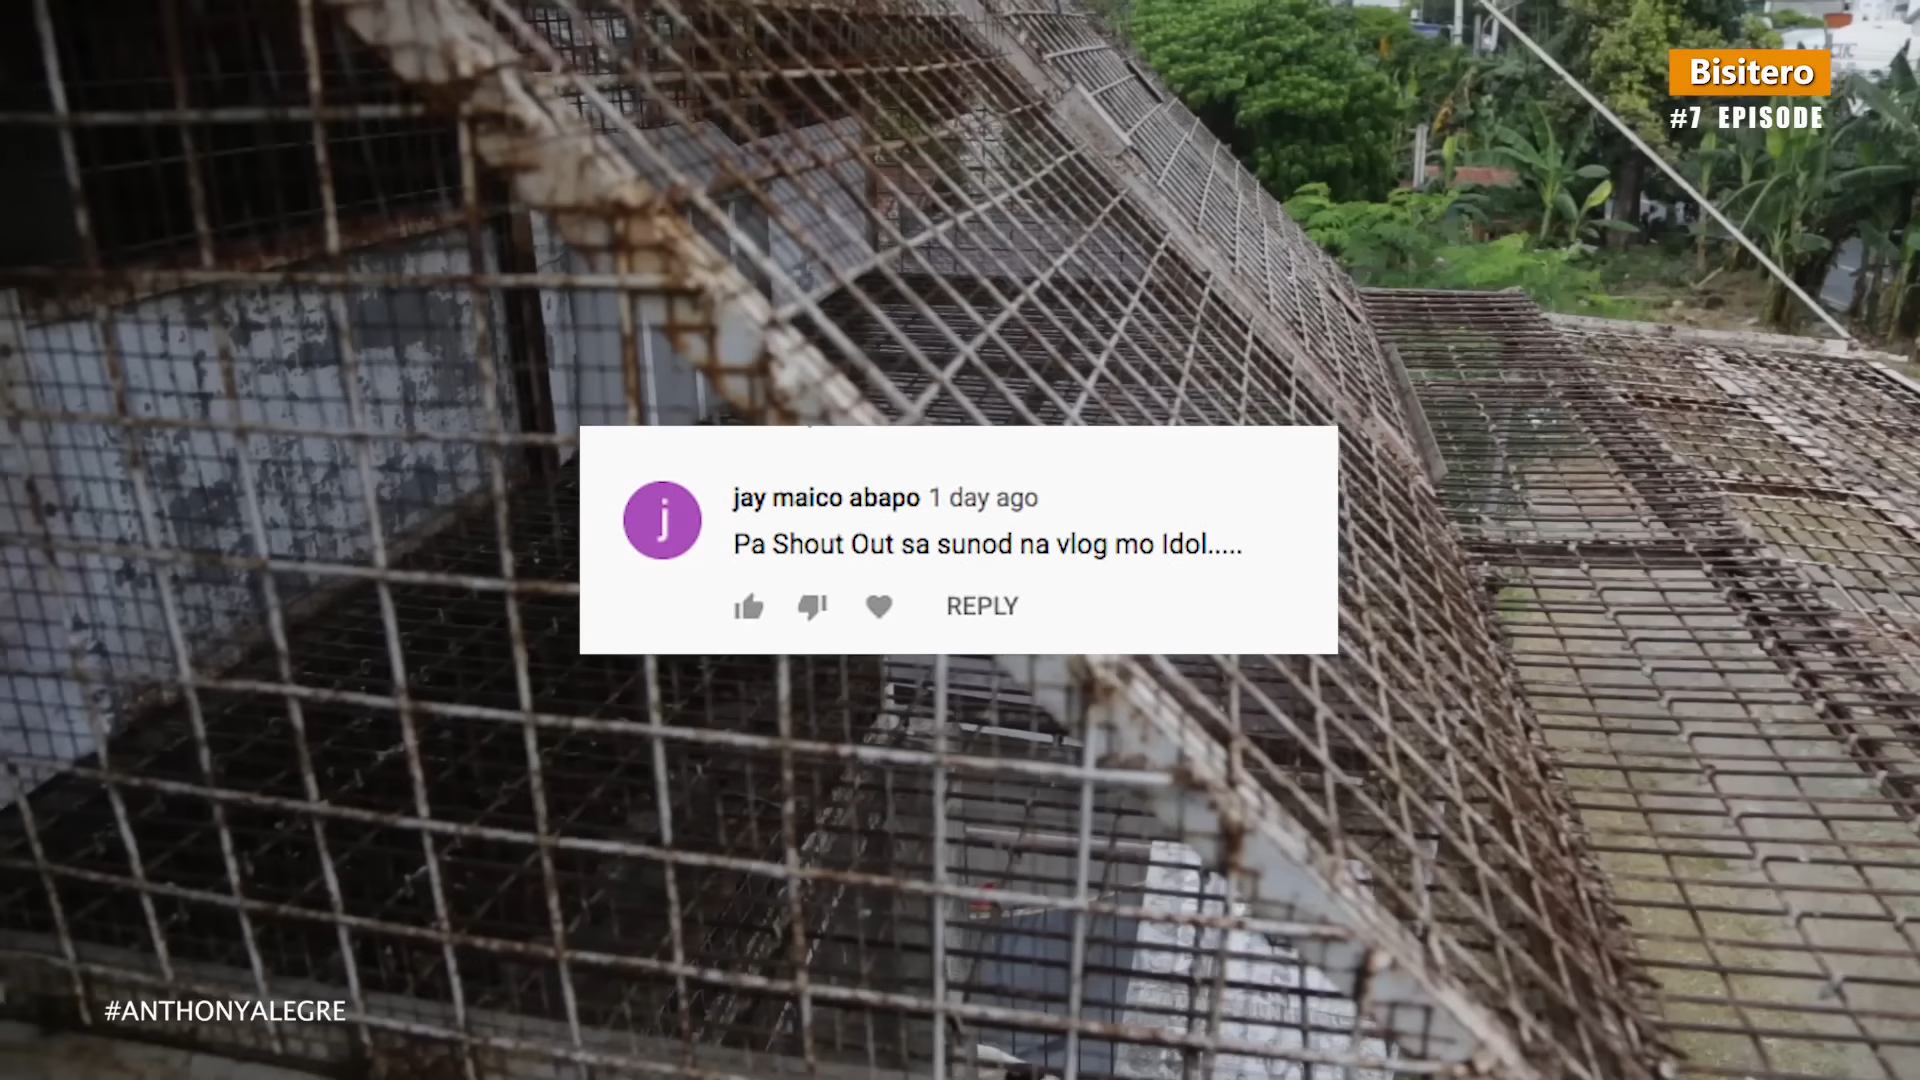 Bisitero
#7 EPISODE
j
jay maico abapo 1 day ago
Pa Shout Out sa sunod na vlog mo Idol.....
REPLY
#ANTHONYALEGRE